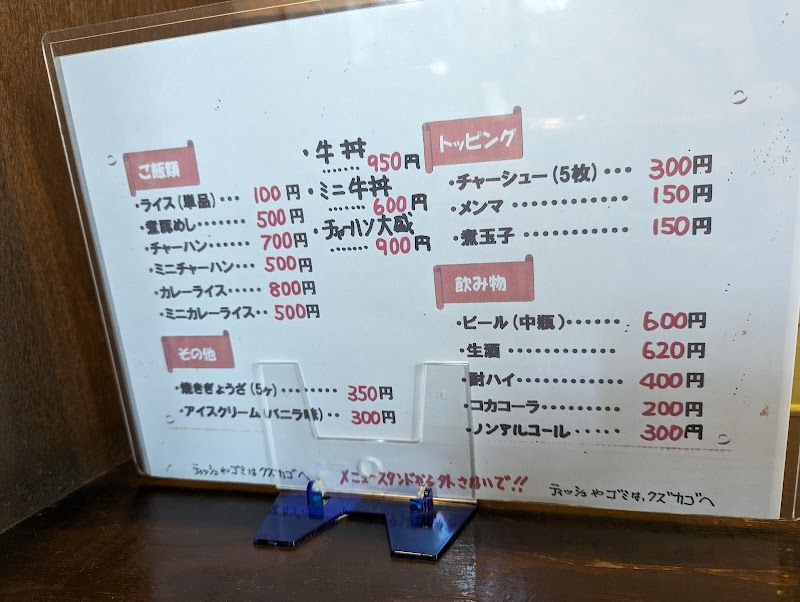 ご飯類
・ライス(単品)・・・ 100円
・煮豚めし・・・・・・・ 500円
・チャーハン・・・・・・ 700円
・ミニチャーハン・・・ 500円
・カレーライス・・・・・ 800円
・ミニカレーライス・・ 500円
・牛丼
・・・・・・・950円
・ミニ牛丼
・・・・・・・600円
・チャーハン大盛
・・・・・・・900円
その他
・焼きぎょうざ(5ヶ)・・・・・・・・ 350円
・アイスクリーム(バニラ味)・・ 300円
トッピング
・チャーシュー(5枚)・・・ 300円
・メンマ・・・・・・・・・・・・ 150円
・煮玉子・・・・・・・・・・・ 150円
飲み物
・ビール(中瓶)・・・・・・ 600円
・生酒・・・・・・・・・・・・ 620円
・酎ハイ・・・・・・・・・・・ 400円
・コカコーラ・・・・・・・・ 200円
・ノンアルコール・・・・・ 300円
ティッシュやゴミはクズカゴへ
メニュースタンドから外さないで!!
ティッシュやゴミは、クズカゴへ